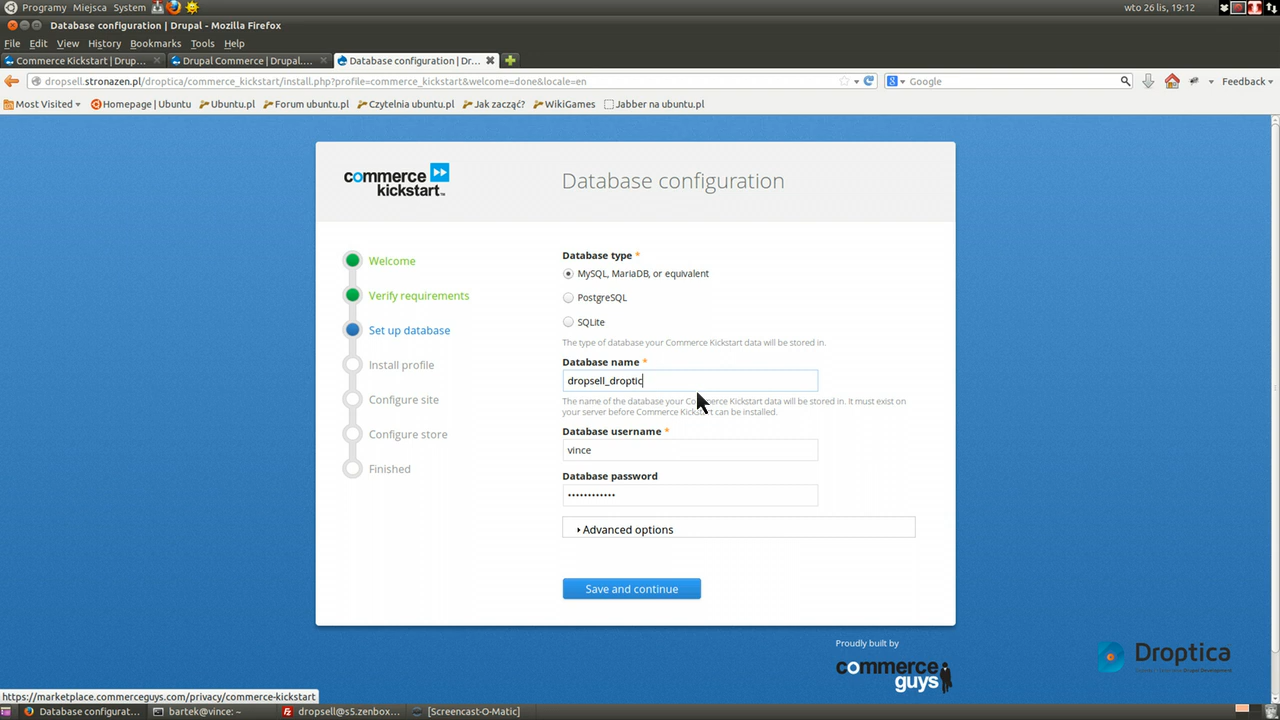 Programy Miejsca System
wto 26 lis, 19:12
Database configuration | Drupal - Mozilla Firefox
File Edit View History Bookmarks Tools Help
Commerce Kickstart | Drup...
Drupal Commerce | Drupal....
Database configuration | Dr...
dropsell.stronazen.pl/droptica/commerce_kickstart/install.php?profile=commerce_kickstart&welcome=done&locale=en
Google
Feedback
Most Visited
Homepage | Ubuntu
Ubuntu.pl
Forum ubuntu.pl
Czytelnia ubuntu.pl
Jak zacząć?
WikiGames
Jabber na ubuntu.pl
commerce
kickstart™
Database configuration
Welcome
Verify requirements
Set up database
Install profile
Configure site
Configure store
Finished
Database type *
MySQL, MariaDB, or equivalent
PostgreSQL
SQLite
The type of database your Commerce Kickstart data will be stored in.
Database name *
dropsell_droptic
The name of the database your Commerce Kickstart data will be stored in. It must exist on
your server before Commerce Kickstart can be installed.
Database username *
vince
Database password
••••••••••••
Advanced options
Save and continue
Proudly built by
commerce
guys
Droptica
https://marketplace.commerceguys.com/privacy/commerce-kickstart
Database configurat...
bartek@vince: ~
dropsell@s5.zenbox...
[Screencast-O-Matic]